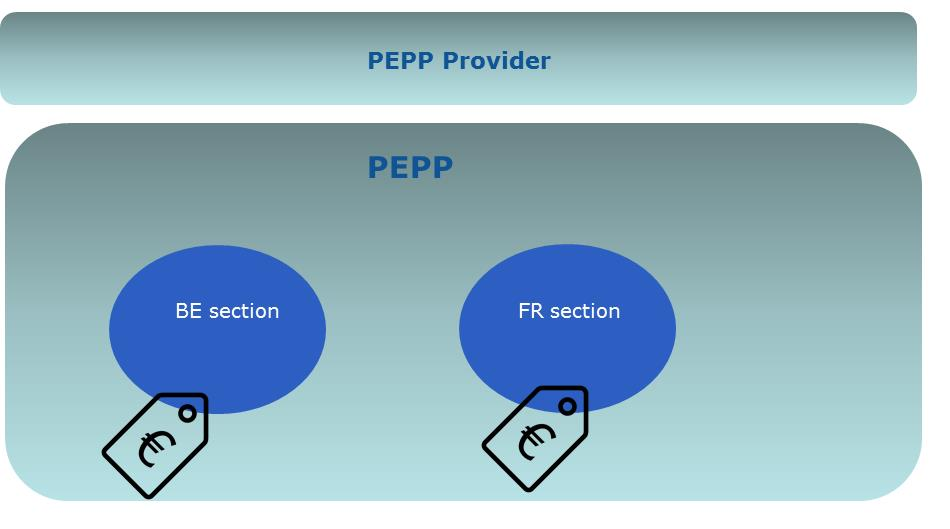 PEPP Provider
PEPP
BE section
FR section
€
€